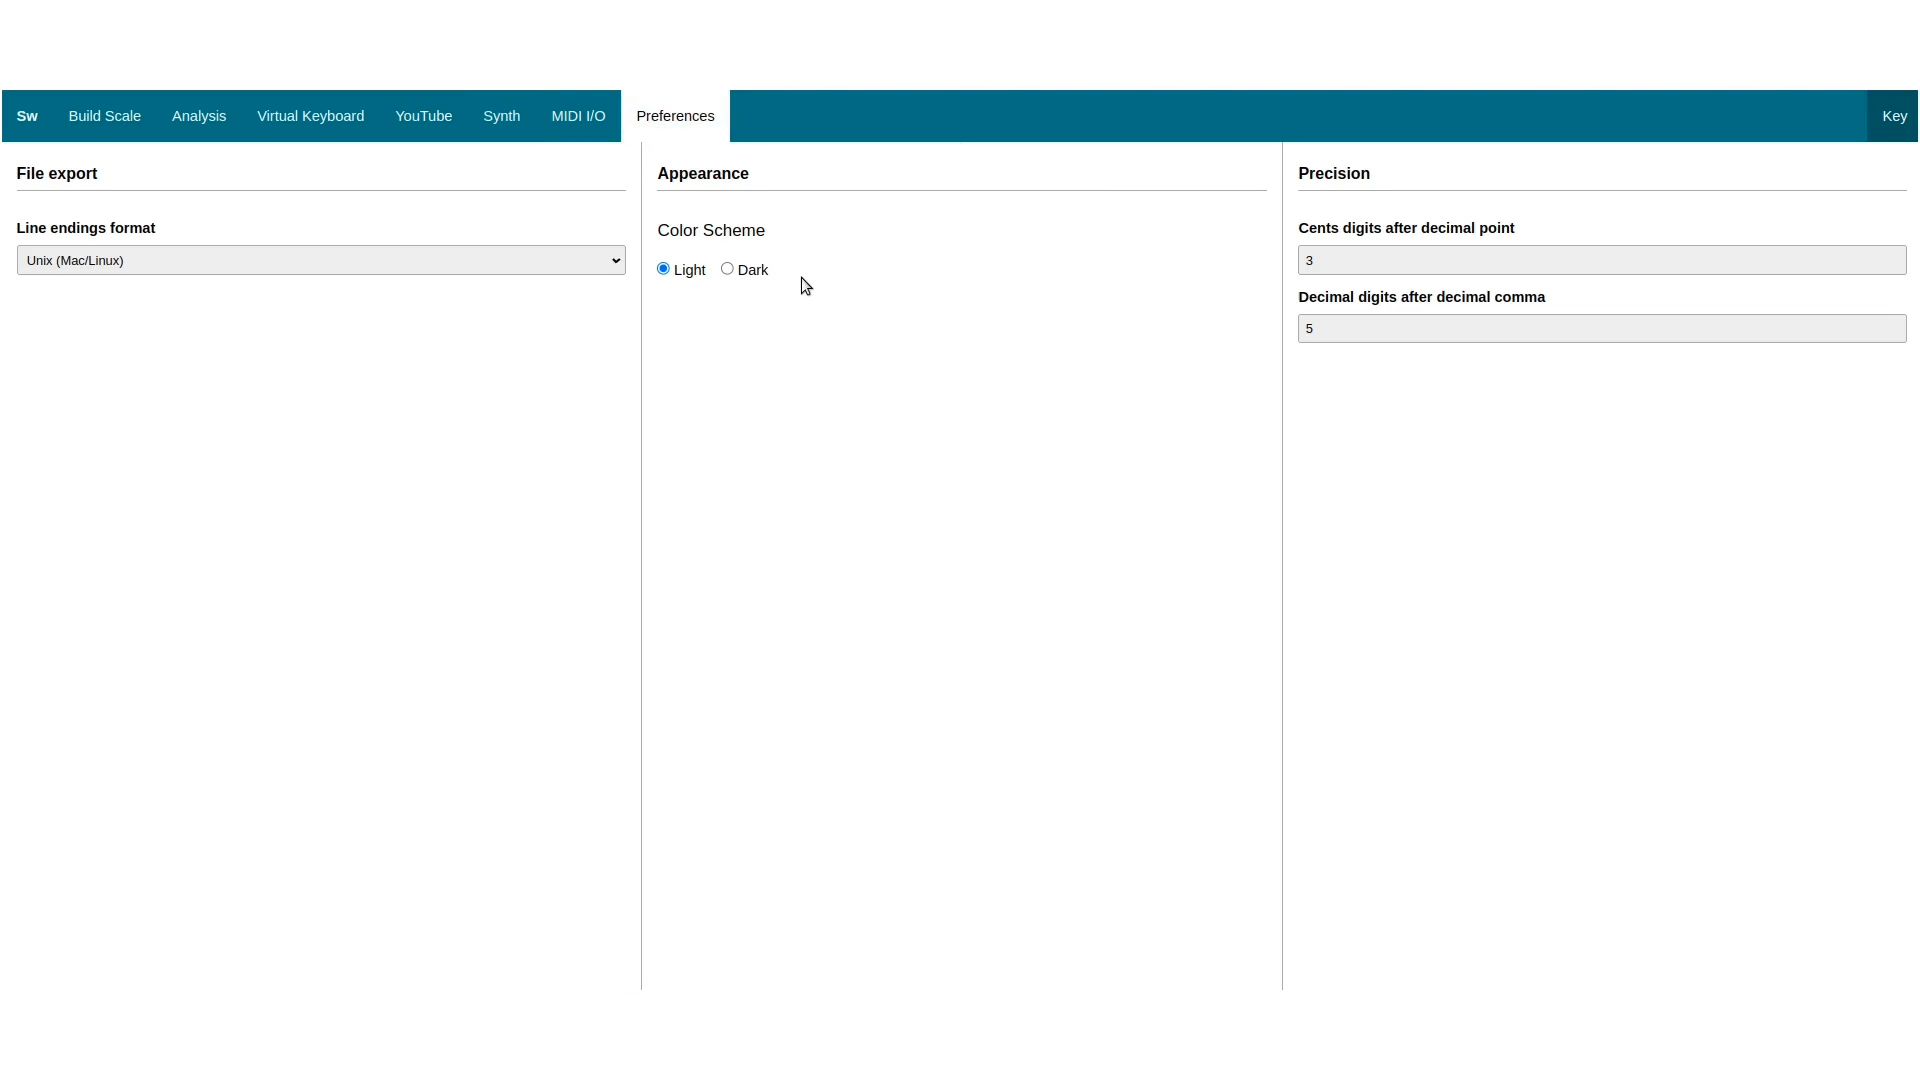 Sw Build Scale Analysis Virtual Keyboard YouTube Synth MIDI I/O Preferences Key
File export
Line endings format
Unix (Mac/Linux)
Appearance
Color Scheme
Light Dark
Precision
Cents digits after decimal point
3
Decimal digits after decimal comma
5